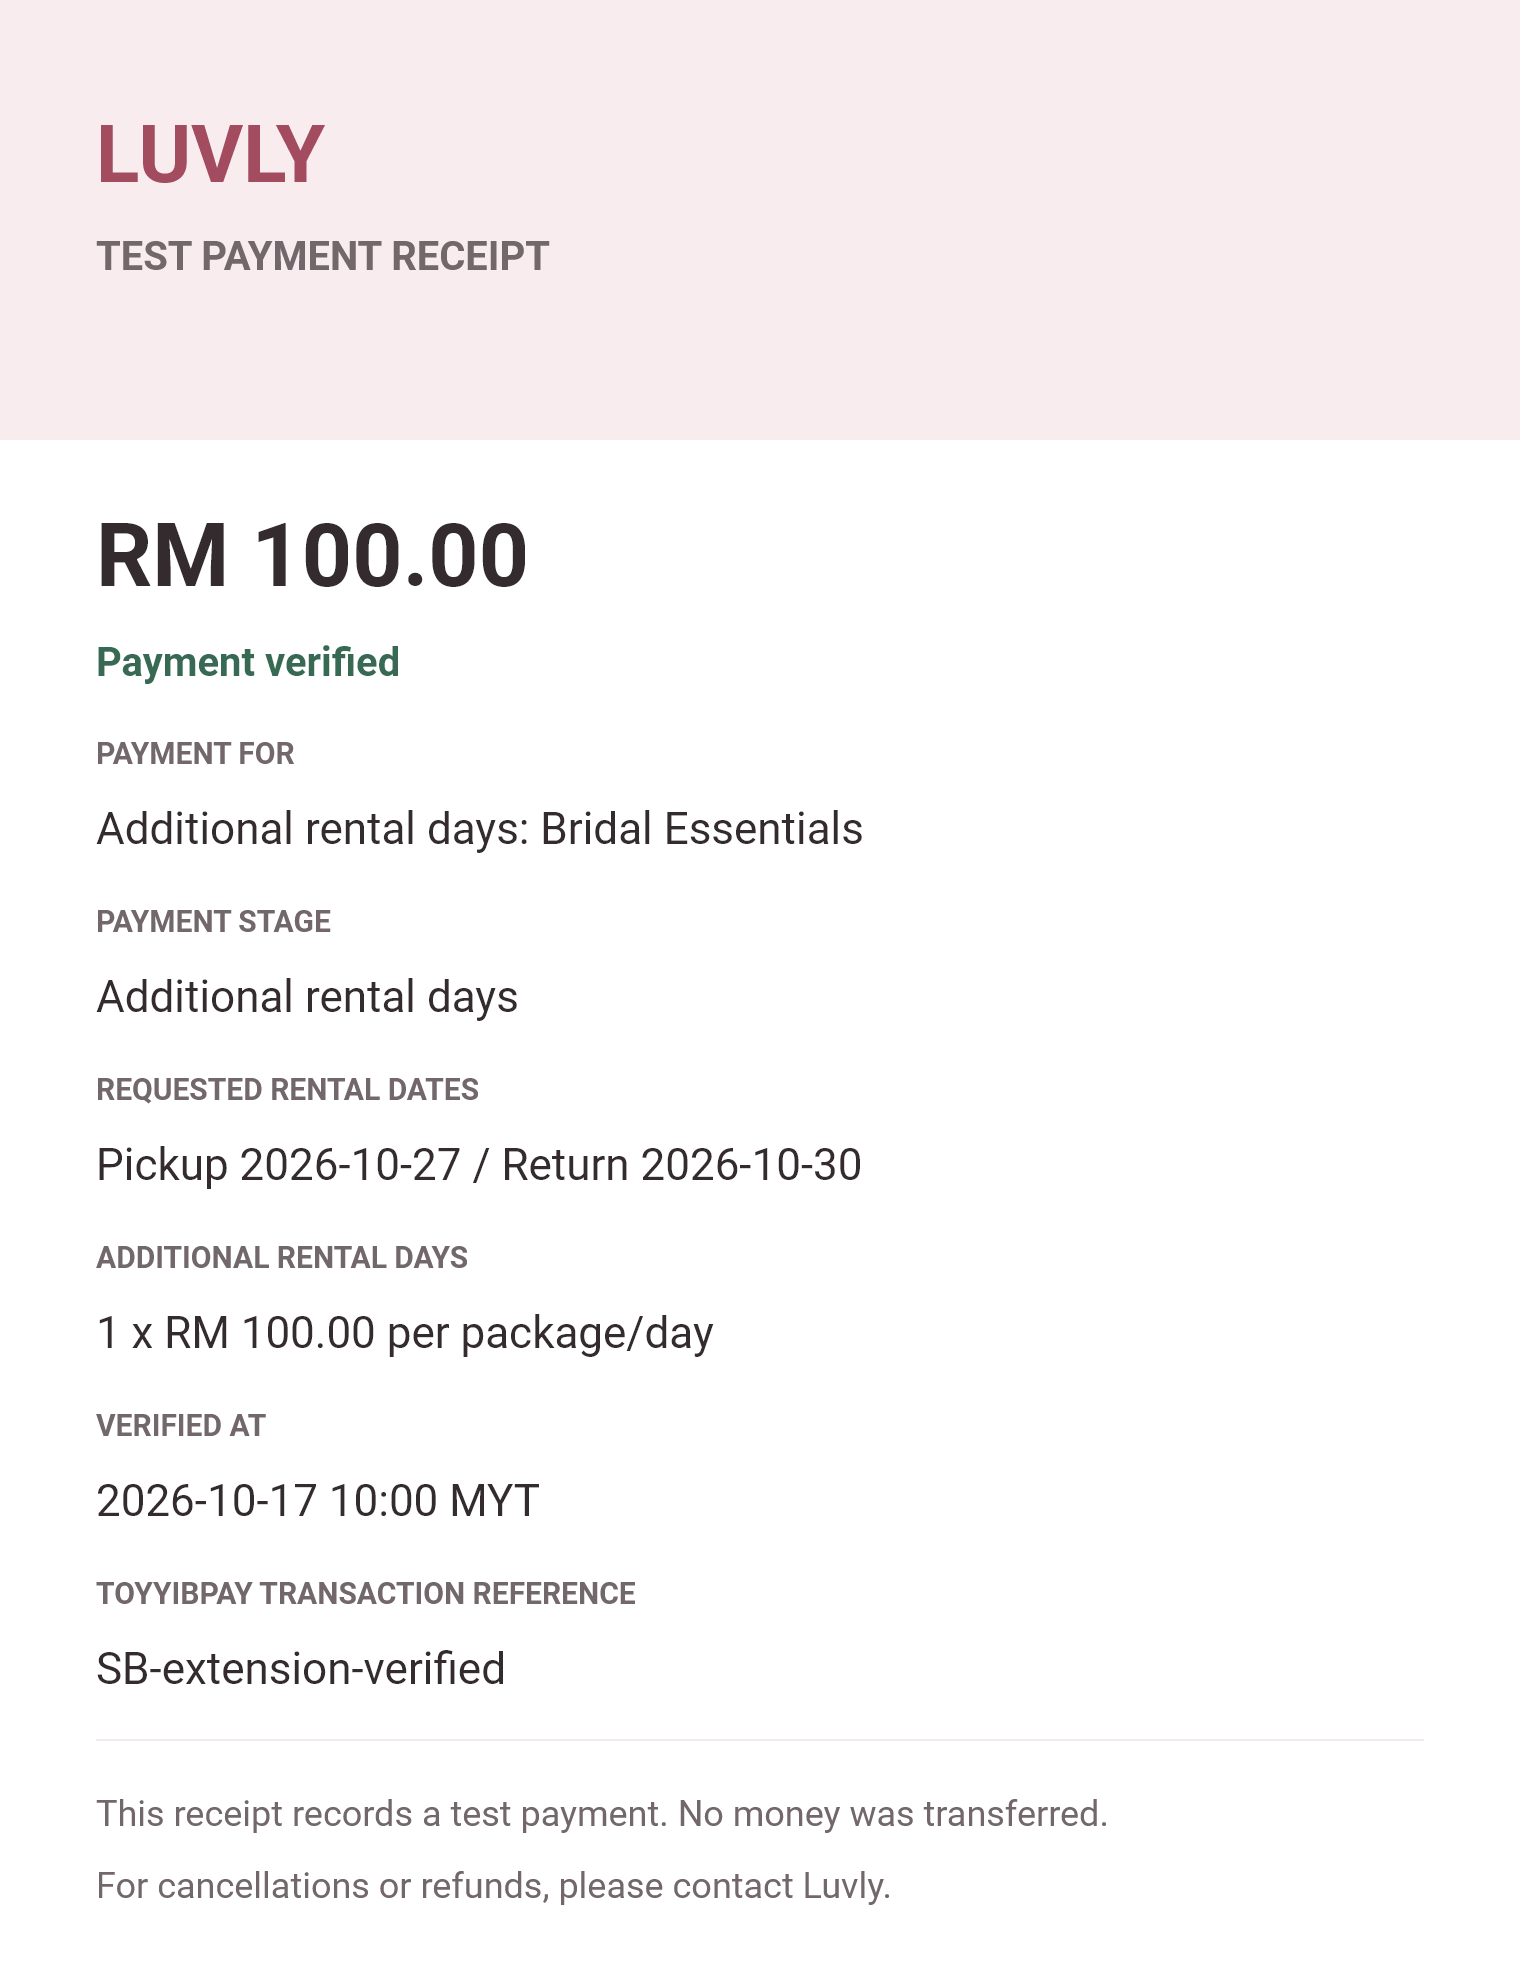 LUVLY
TEST PAYMENT RECEIPT
RM 100.00
Payment verified
PAYMENT FOR
Additional rental days: Bridal Essentials
PAYMENT STAGE
Additional rental days
REQUESTED RENTAL DATES
Pickup 2026-10-27 / Return 2026-10-30
ADDITIONAL RENTAL DAYS
1 x RM 100.00 per package/day
VERIFIED AT
2026-10-17 10:00 MYT
TOYYIBPAY TRANSACTION REFERENCE
SB-extension-verified
This receipt records a test payment. No money was transferred.
For cancellations or refunds, please contact Luvly.